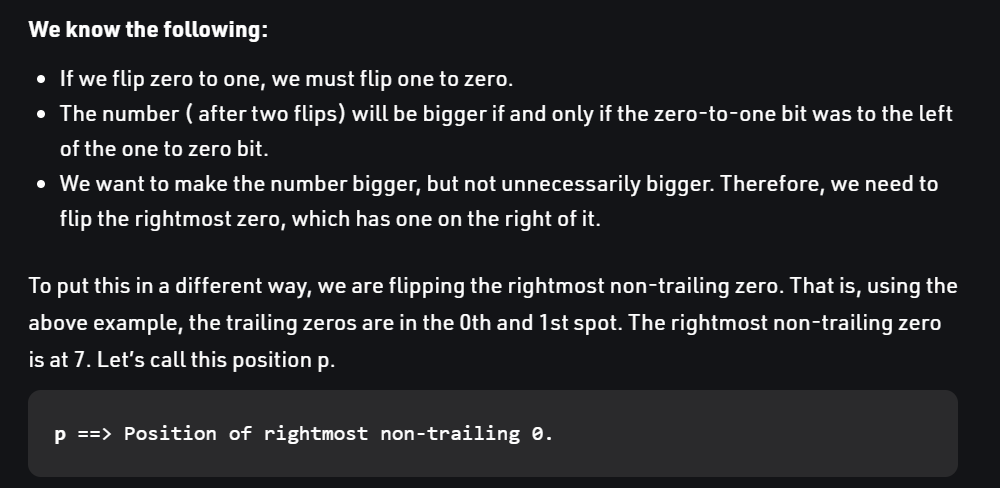 We know the following:
• If we flip zero to one, we must flip one to zero.
• The number ( after two flips) will be bigger if and only if the zero-to-one bit was to the left
of the one to zero bit.
• We want to make the number bigger, but not unnecessarily bigger. Therefore, we need to
flip the rightmost zero, which has one on the right of it.
To put this in a different way, we are flipping the rightmost non-trailing zero. That is, using the
above example, the trailing zeros are in the 0th and 1st spot. The rightmost non-trailing zero
is at 7. Let’s call this position p.
p ==> Position of rightmost non-trailing 0.